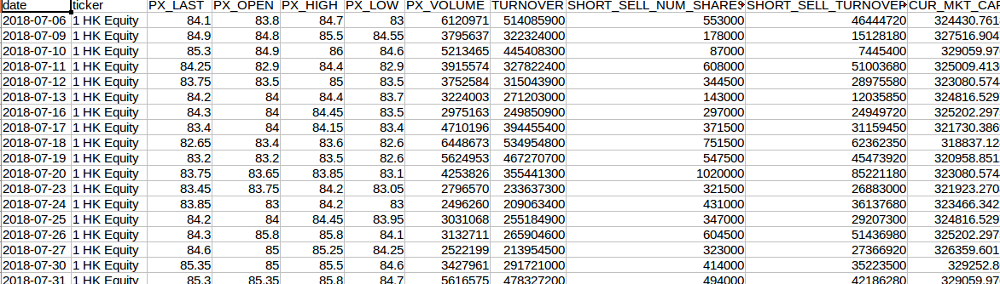 date ticker PX_LAST PX_OPEN PX_HIGH PX_LOW PX_VOLUME TURNOVER SHORT_SELL_NUM_SHARES SHORT_SELL_TURNOVER CUR_MKT_CAP
2018-07-06 1 HK Equity 84.1 83.8 84.7 83 6120971 514085900 553000 46444720 324430.761
2018-07-09 1 HK Equity 84.9 84.8 85.5 84.55 3795637 322324000 178000 15128180 327516.904
2018-07-10 1 HK Equity 85.3 84.9 86 84.6 5213465 445408300 87000 7445400 329059.97
2018-07-11 1 HK Equity 84.25 82.9 84.4 82.9 3915574 327822400 608000 51003680 325009.413
2018-07-12 1 HK Equity 83.75 83.5 85 83.5 3752584 315043900 344500 28975580 323080.574
2018-07-13 1 HK Equity 84.2 84 84.4 83.7 3224003 271203000 143000 12035850 324816.529
2018-07-16 1 HK Equity 84.3 84 84.45 83.5 2975163 249850900 297000 24949720 325202.297
2018-07-17 1 HK Equity 83.4 84 84.15 83.4 4710196 394455400 371500 31159450 321730.386
2018-07-18 1 HK Equity 82.65 83.4 83.6 82.6 6448673 534954800 751500 62362350 318837.12
2018-07-19 1 HK Equity 83.2 83.2 83.5 82.6 5624953 467270700 547500 45473920 320958.851
2018-07-20 1 HK Equity 83.75 83.65 83.85 83.1 4253826 355441300 1020000 85221180 323080.574
2018-07-23 1 HK Equity 83.45 83.75 84.2 83.05 2796570 233637300 321500 26883000 321923.270
2018-07-24 1 HK Equity 83.85 83 84.2 83 2496260 209063400 431000 36137680 323466.342
2018-07-25 1 HK Equity 84.2 84 84.45 83.95 3031068 255184900 347000 29207300 324816.529
2018-07-26 1 HK Equity 84.3 85.8 85.8 84.1 3132711 265904600 604500 51436980 325202.297
2018-07-27 1 HK Equity 84.6 85 85.25 84.25 2522199 213954500 323000 27366920 326359.601
2018-07-30 1 HK Equity 85.35 85 85.5 84.6 3427961 291721000 414000 35223500 329252.8
2018-07-31 1 HK Equity 85.3 85.35 85.8 84.7 5616575 478327200 494000 42186280 329059.97